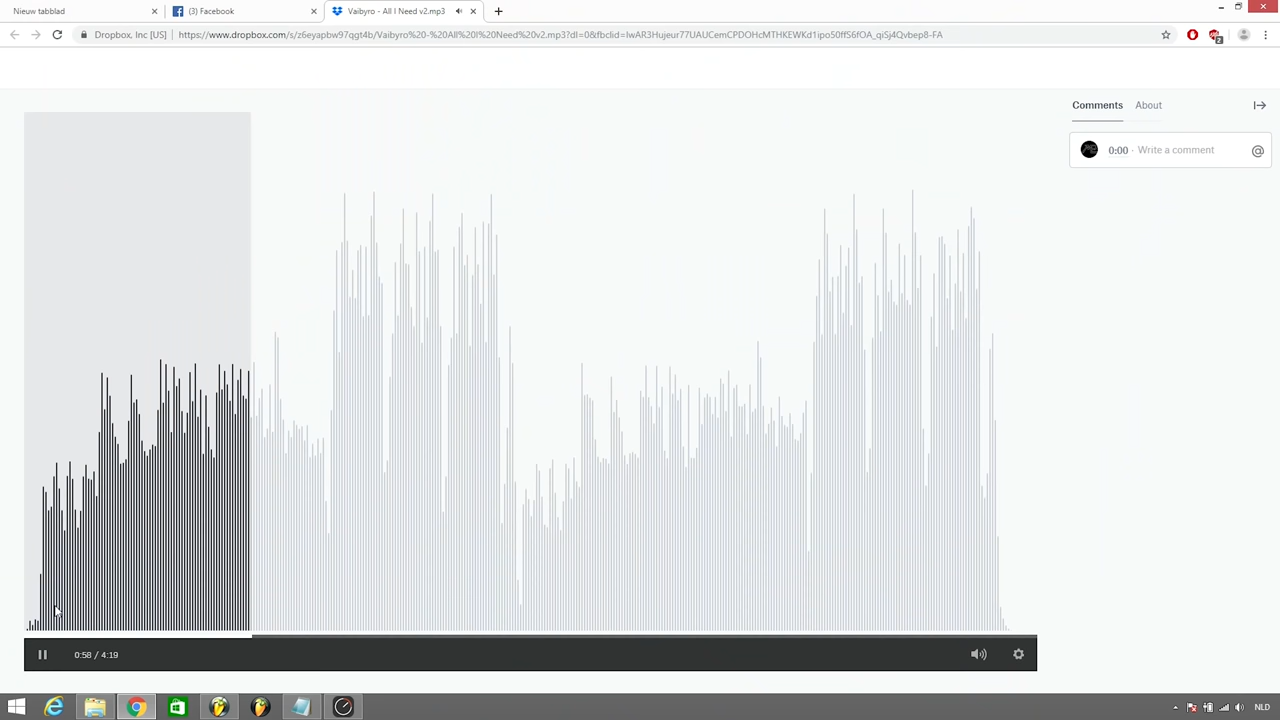 Nieuw tabblad
(3) Facebook
Vaibyro - All I Need v2.mp3
Dropbox, Inc [US]
https://www.dropbox.com/s/z6eyapbw97qgt4b/Vaibyro%20-%20All%20I%20Need%20v2.mp3?dl=0&fbclid=IwAR3Hujeur77UAUCemCPDOHcMTHKEWKd1ipo50ffS6fOA_qiSj4Qvbep8-FA
2
Comments
About
0:00 · Write a comment
0:58 / 4:19
NLD